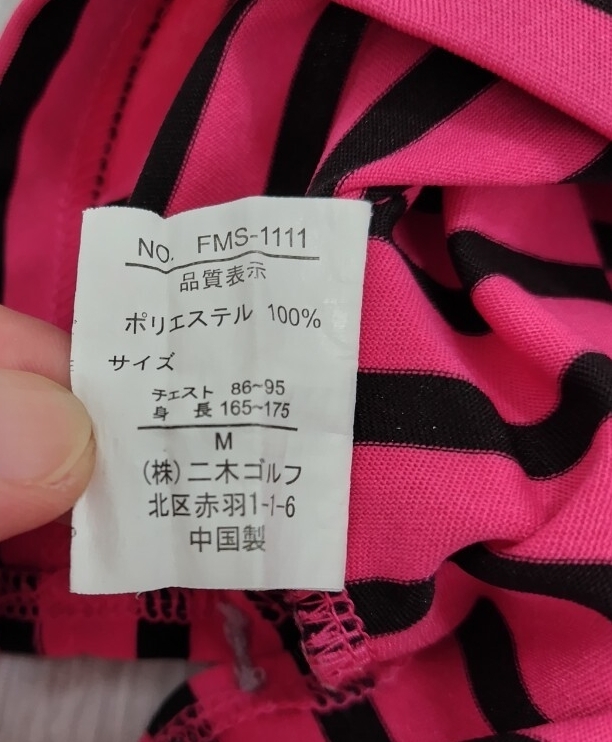 NO. FMS-1111
品質表示
ポリエステル 100%
サイズ
チェスト 86~95
身 長 165~175
M
(株)二木ゴルフ
北区赤羽1-1-6
中国製